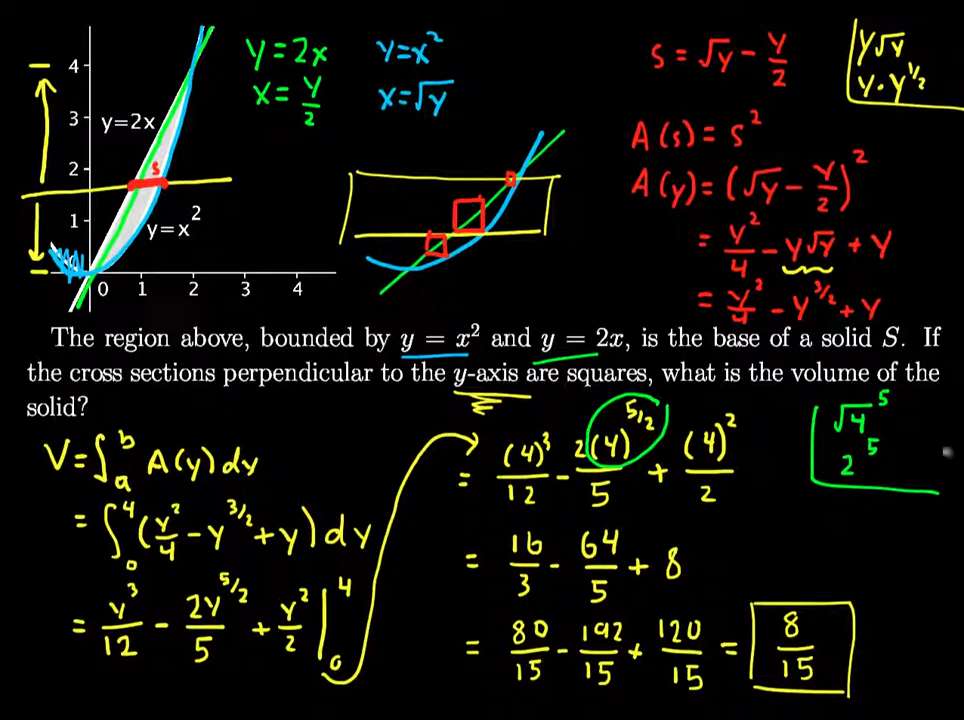 4
3
2
1
0 1 2 3 4
y=2x
s
y=x²
y=2x
x=y/2
y=x²
x=√y
s=√y - y/2
y√y
y·y^(1/2)
A(s) = s²
A(y) = (√y - y/2)²
= y²/4 - y√y + y
= y²/4 - y^(3/2) + y
The region above, bounded by y = x² and y = 2x, is the base of a solid S. If
the cross sections perpendicular to the y-axis are squares, what is the volume of the
solid?
V = ∫_a^b A(y) dy
= ∫_0^4 (y²/4 - y^(3/2) + y) dy
= y³/12 - 2y^(5/2)/5 + y²/2 |_0^4
= (4)³/12 - 2(4)^(5/2)/5 + (4)²/2
= 16/3 - 64/5 + 8
= 80/15 - 192/15 + 120/15 = 8/15
√4^5
2^5